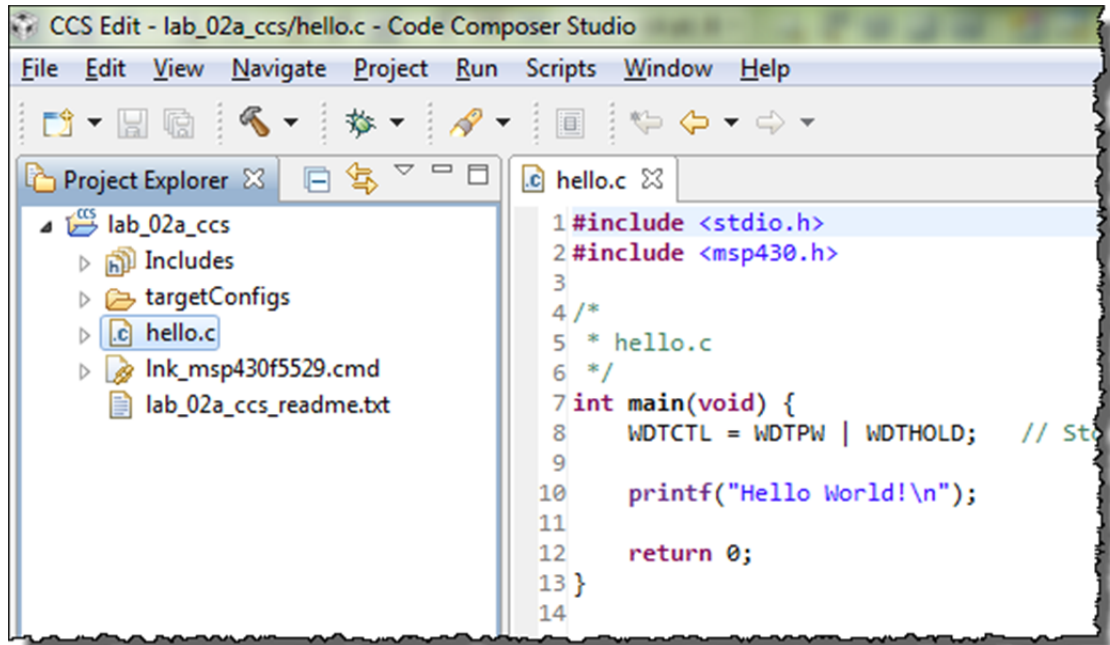 CCS Edit - lab_02a_ccs/hello.c - Code Composer Studio
File Edit View Navigate Project Run Scripts Window Help
Project Explorer
hello.c
CCS lab_02a_ccs
Includes
targetConfigs
.c hello.c
lnk_msp430f5529.cmd
lab_02a_ccs_readme.txt
1 #include <stdio.h>
2 #include <msp430.h>
3
4 /*
5 * hello.c
6 */
7 int main(void) {
8 WDTCTL = WDTPW | WDTHOLD; //
9
10 printf("Hello World!\n");
11
12 return 0;
13 }
14